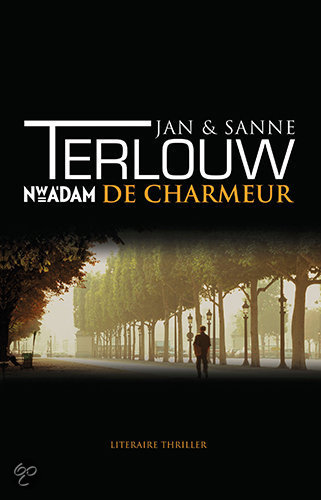 JAN & SANNE
TERLOUW
NW A'DAM DE CHARMEUR
LITERAIRE THRILLER